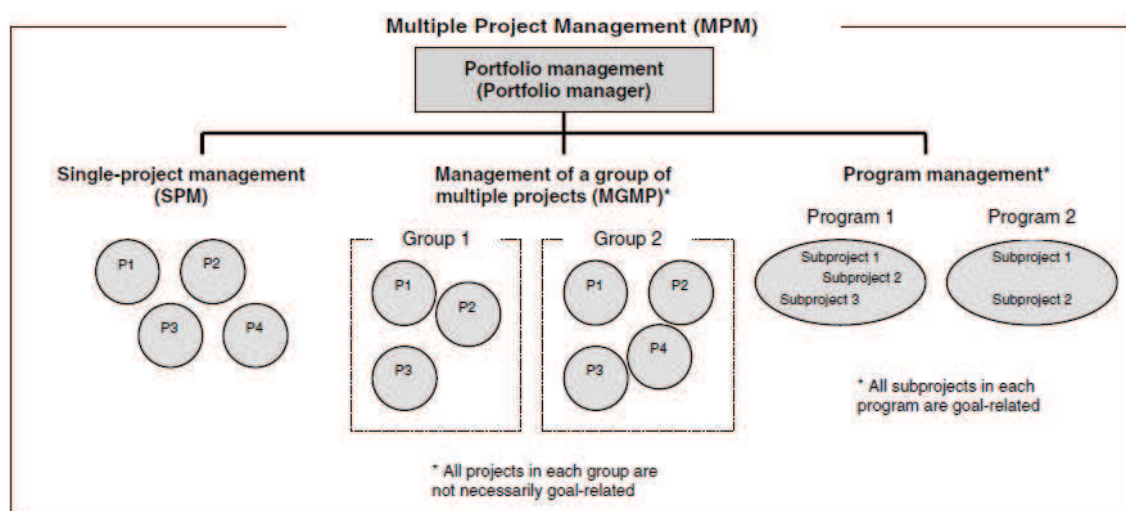 Multiple Project Management (MPM)
Portfolio management
(Portfolio manager)
Single-project management
(SPM)
P1
P2
P3
P4
Management of a group of
multiple projects (MGMP)*
Group 1
P1
P2
P3
Group 2
P1
P2
P4
P3
* All projects in each group are
not necessarily goal-related
Program management*
Program 1
Subproject 1
Subproject 2
Subproject 3
Program 2
Subproject 1
Subproject 2
* All subprojects in each
program are goal-related